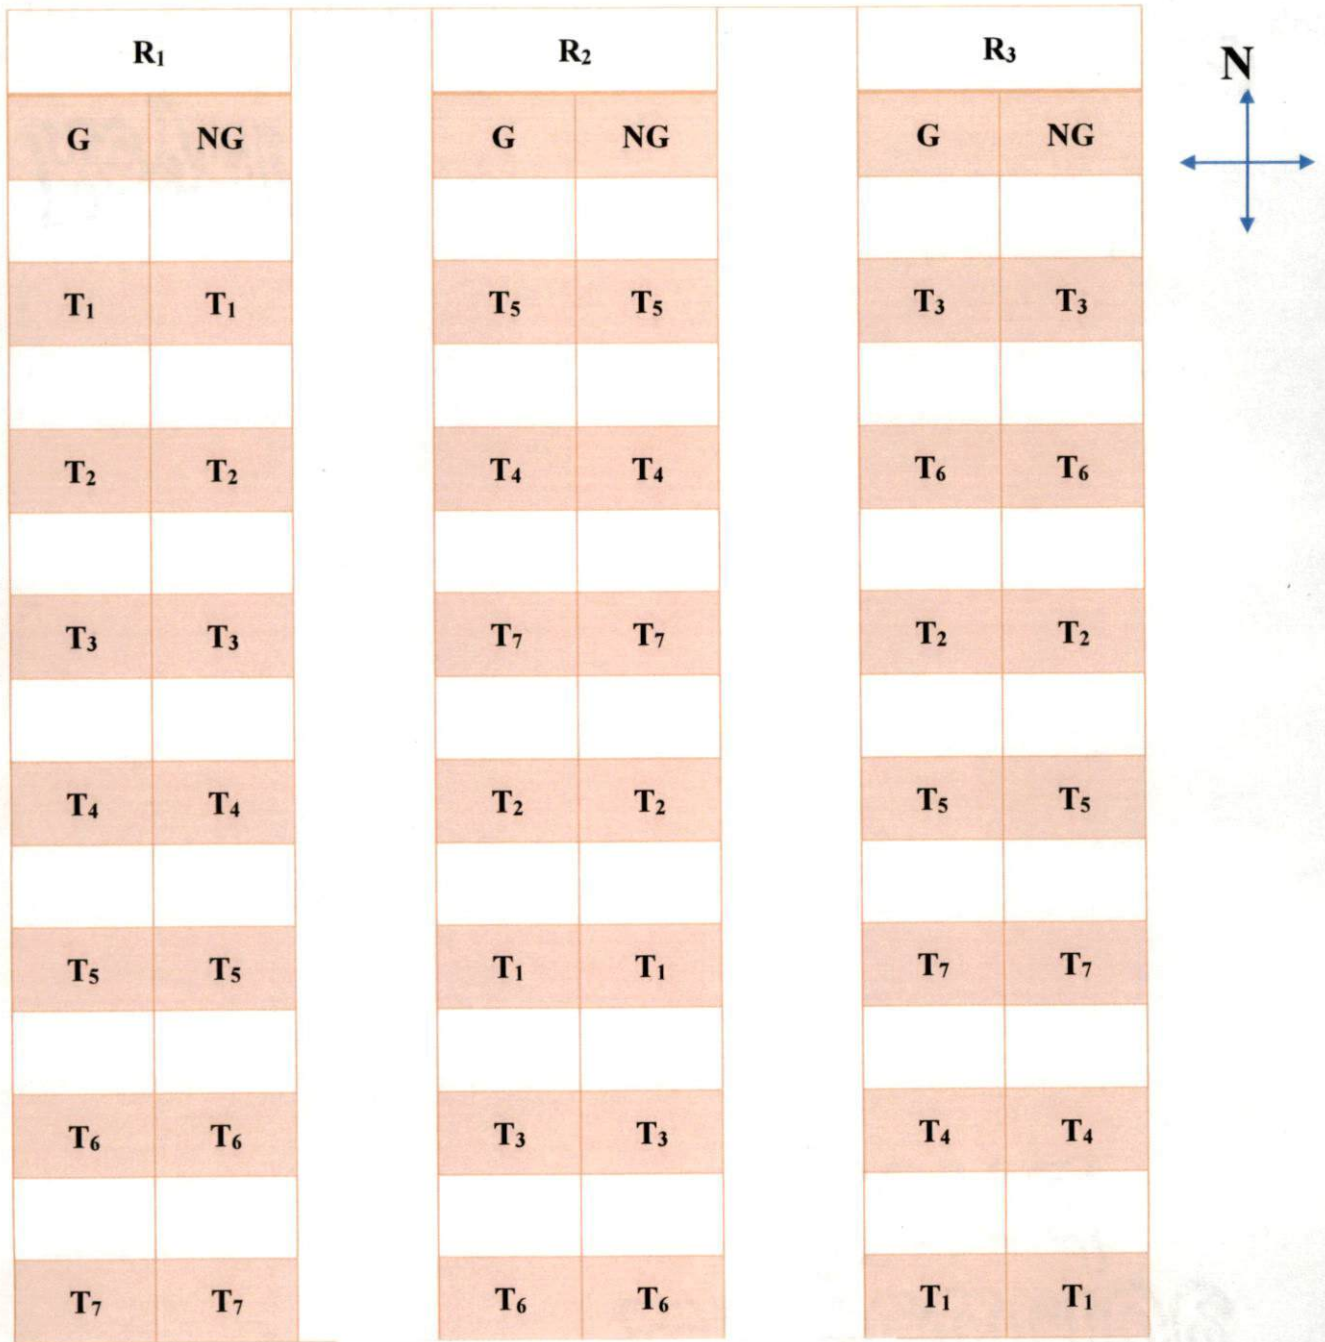 R₁ R₂ R₃
N
G NG G NG G NG
T₁ T₁ T₅ T₅ T₃ T₃
T₂ T₂ T₄ T₄ T₆ T₆
T₃ T₃ T₇ T₇ T₂ T₂
T₄ T₄ T₂ T₂ T₅ T₅
T₅ T₅ T₁ T₁ T₇ T₇
T₆ T₆ T₃ T₃ T₄ T₄
T₇ T₇ T₆ T₆ T₁ T₁